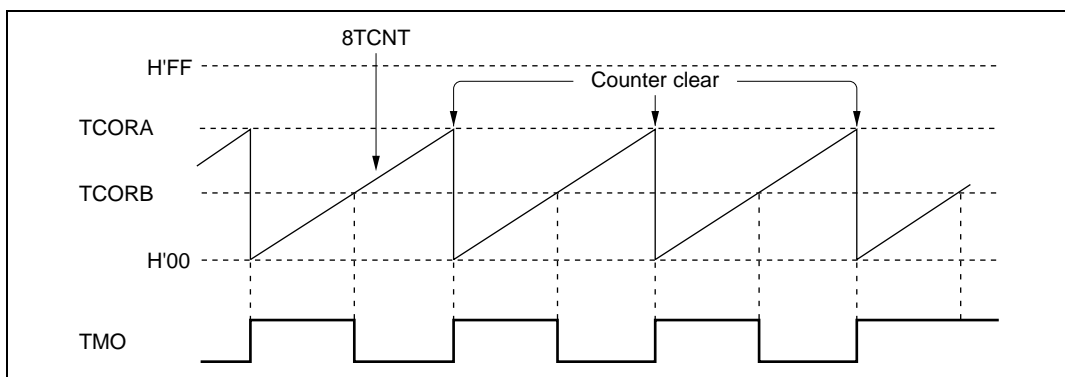 8TCNT
H'FF
Counter clear
TCORA
TCORB
H'00
TMO